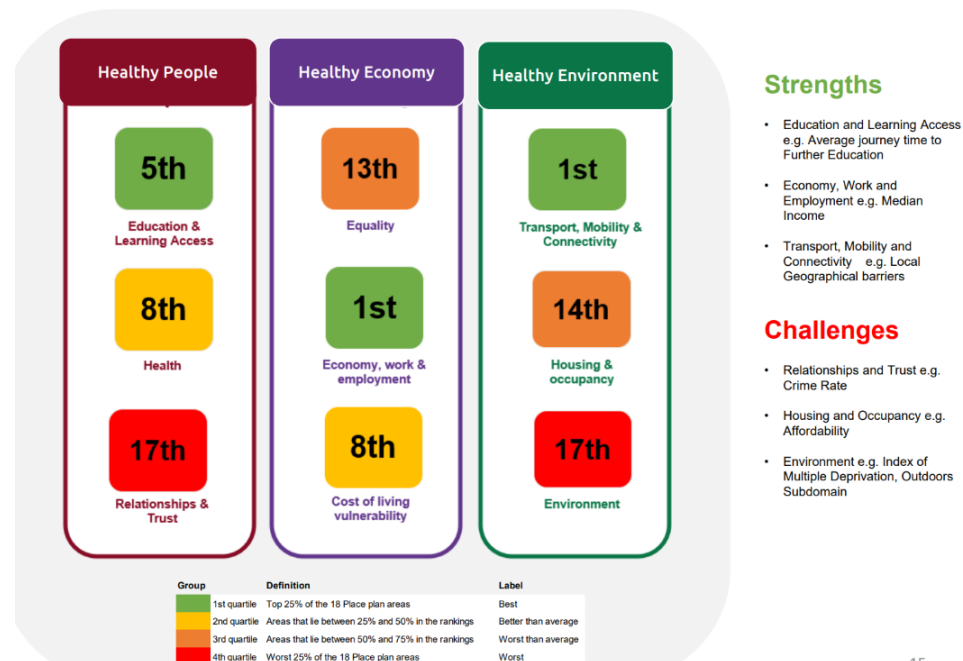 Healthy People
5th
Education &
Learning Access
8th
Health
17th
Relationships &
Trust
Healthy Economy
13th
Equality
1st
Economy, work &
employment
8th
Cost of living
vulnerability
Healthy Environment
1st
Transport, Mobility &
Connectivity
14th
Housing &
occupancy
17th
Environment
Strengths
• Education and Learning Access
e.g. Average journey time to
Further Education
• Economy, Work and
Employment e.g. Median
Income
• Transport, Mobility and
Connectivity e.g. Local
Geographical barriers
Challenges
• Relationships and Trust e.g.
Crime Rate
• Housing and Occupancy e.g.
Affordability
• Environment e.g. Index of
Multiple Deprivation, Outdoors
Subdomain
Group Definition Label
1st quartile Top 25% of the 18 Place plan areas Best
2nd quartile Areas that lie between 25% and 50% in the rankings Better than average
3rd quartile Areas that lie between 50% and 75% in the rankings Worst than average
4th quartile Worst 25% of the 18 Place plan areas Worst